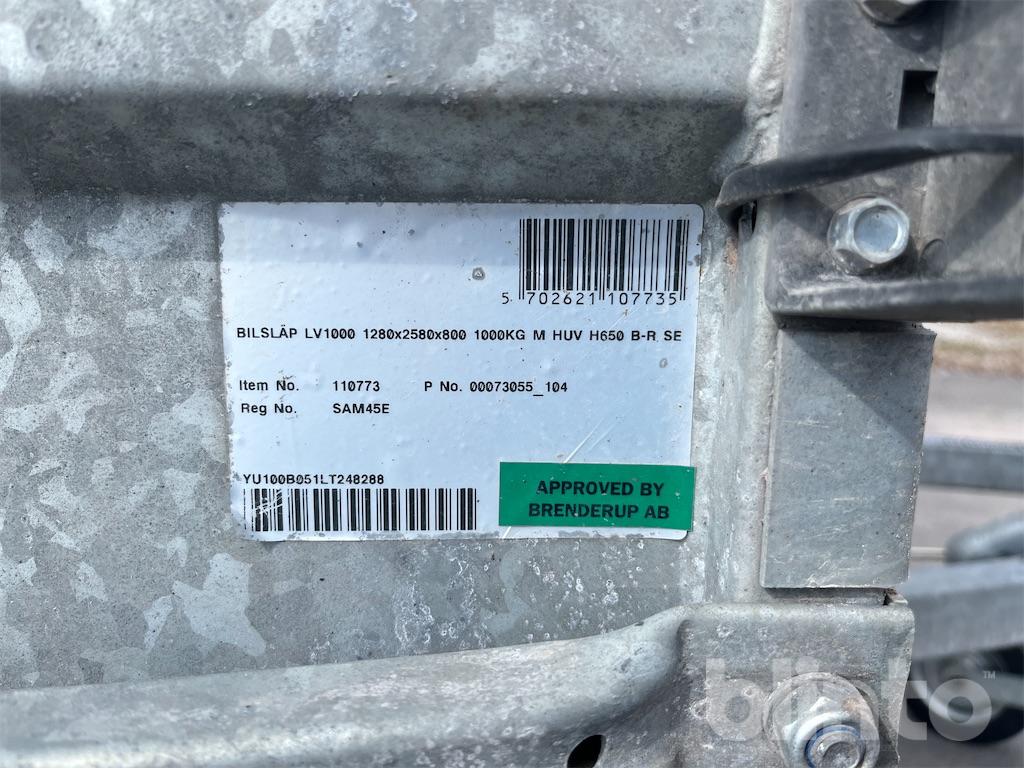 5 702621 107735
BILSLÄP LV1000 1280x2580x800 1000KG M HUV H650 B-R SE
Item No. 110773 P No. 00073055_104
Reg No. SAM45E
YU100B051LT248288
APPROVED BY
BRENDERUP AB
blinto™